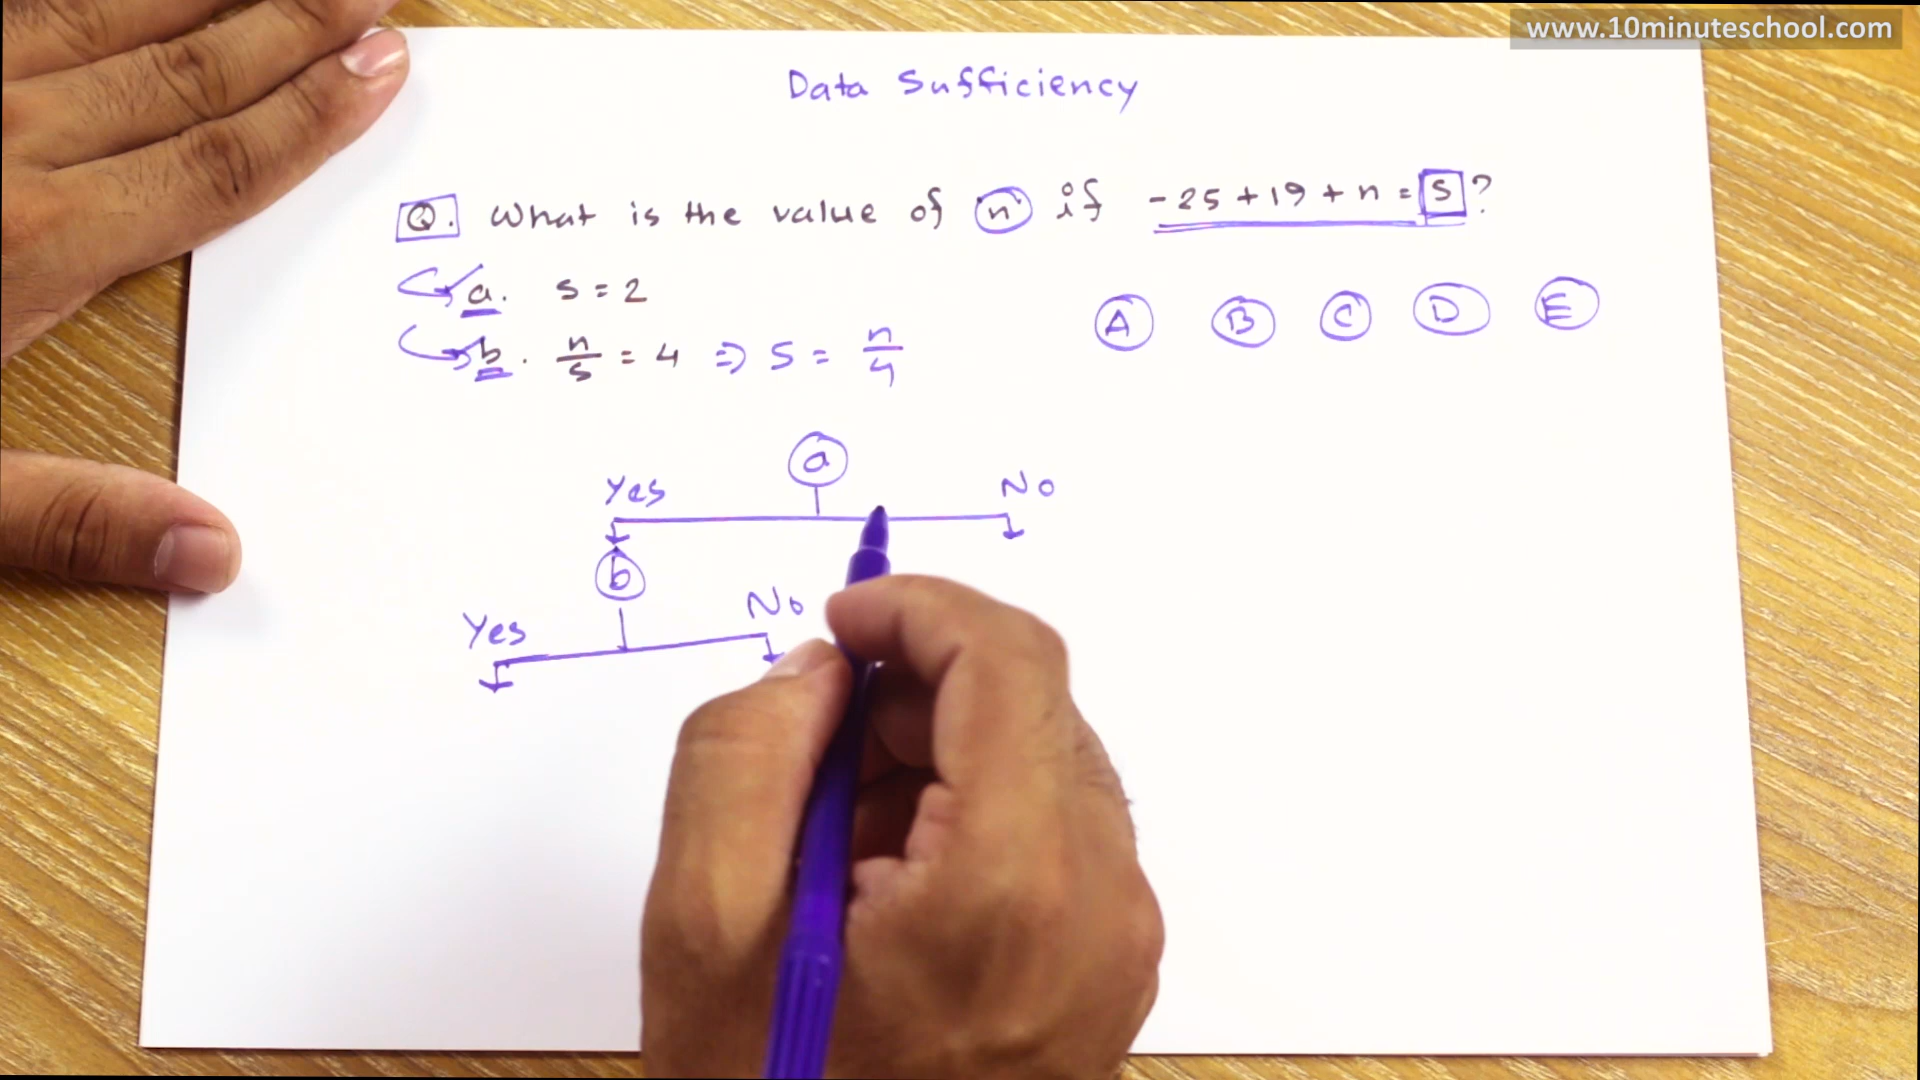 www.10minuteschool.com
Data Sufficiency
Q. What is the value of n if -25 + 19 + n = S ?
a. s = 2
b. n/s = 4 => S = n/4
A B C D E
a
Yes No
b
Yes No